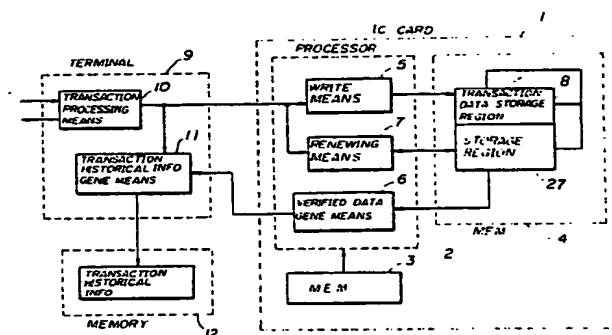 IC CARD
1
PROCESSOR
TERMINAL
9
5
WRITE
MEANS
8
TRANSACTION
DATA STORAGE
REGION
TRANSACTION
PROCESSING
MEANS
10
7
RENEWING
MEANS
STORAGE
REGION
11
TRANSACTION
HISTORICAL INFO
GENE MEANS
27
6
VERIFIED DATA
GENE MEANS
MEM
4
3
2
MEM
TRANSACTION
HISTORICAL
INFO
MEMORY
12